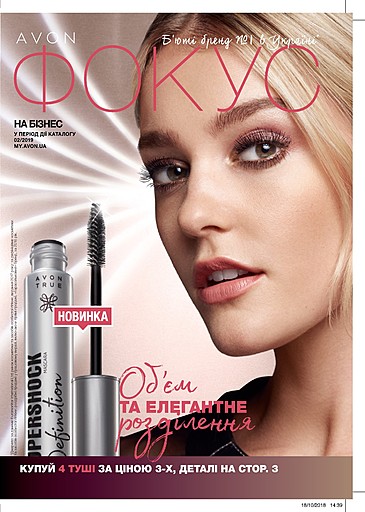 AVON
Б'юті бренд №1 в Україні*
ФОКУС
НА БІЗНЕС
У ПЕРІОД ДІЇ КАТАЛОГУ
02/2019
MY.AVON.UA
AVON
TRUE
НОВИНКА
SUPERSHOCK
Definition
MASCARA
Об'єм
ТА ЕЛЕГАНТНЕ
розділення
КУПУЙ 4 ТУШІ ЗА ЦІНОЮ 3-Х, ДЕТАЛІ НА СТОР. 3
18/10/2018 14:39